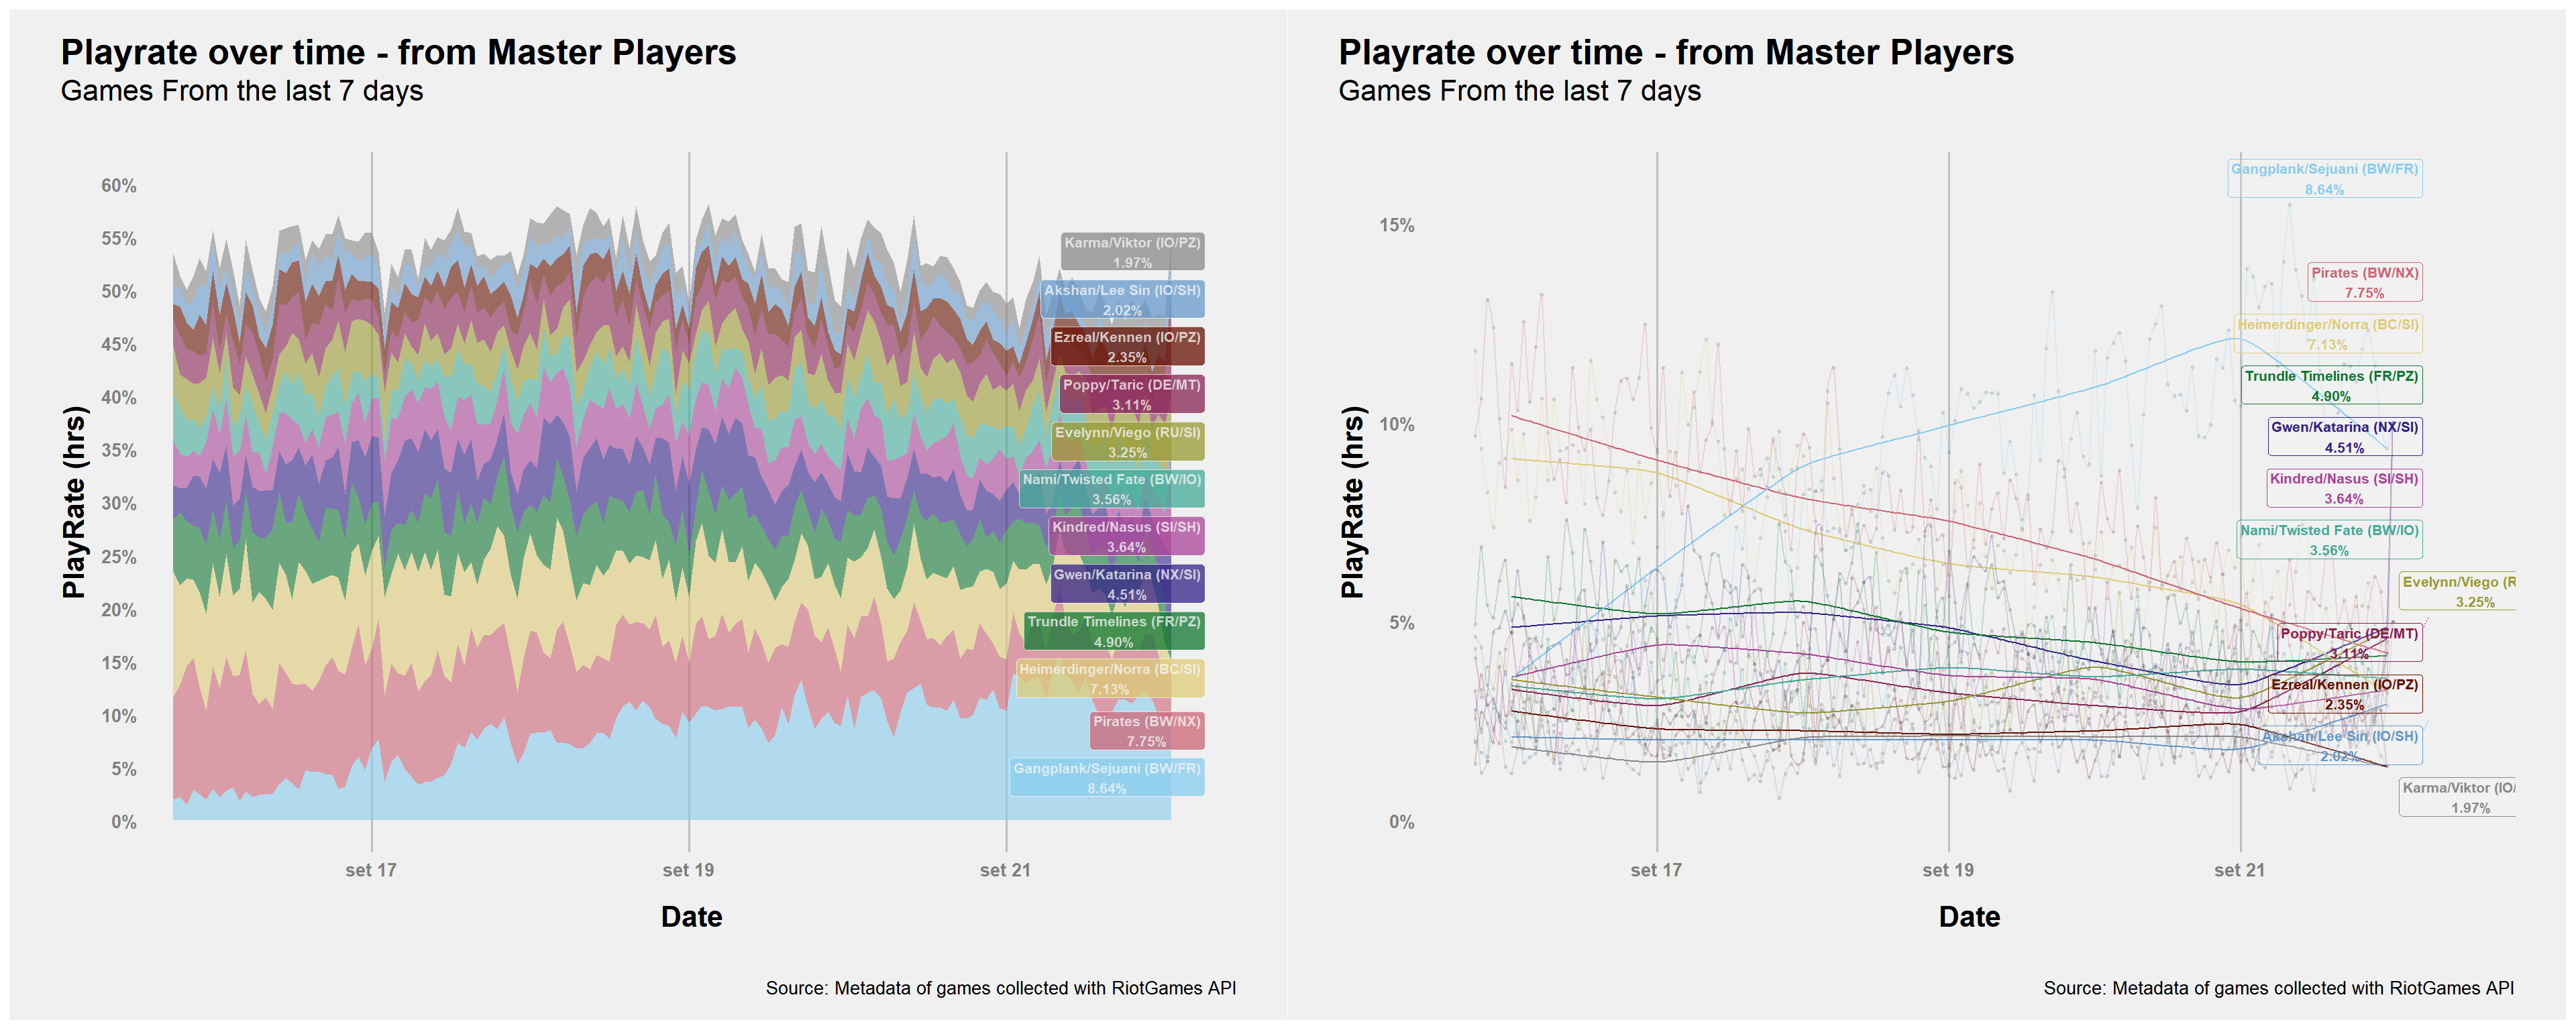 Playrate over time - from Master Players
Games From the last 7 days
PlayRate (hrs)
60%
55%
50%
45%
40%
35%
30%
25%
20%
15%
10%
5%
0%
Karma/Viktor (IO/PZ)
1.97%
Akshan/Lee Sin (IO/SH)
2.02%
Ezreal/Kennen (IO/PZ)
2.35%
Poppy/Taric (DE/MT)
3.11%
Evelynn/Viego (RU/SI)
3.25%
Nami/Twisted Fate (BW/IO)
3.56%
Kindred/Nasus (SI/SH)
3.64%
Gwen/Katarina (NX/SI)
4.51%
Trundle Timelines (FR/PZ)
4.90%
Heimerdinger/Norra (BC/SI)
7.13%
Pirates (BW/NX)
7.75%
Gangplank/Sejuani (BW/FR)
8.64%
set 17
set 19
set 21
Date
Source: Metadata of games collected with RiotGames API
Playrate over time - from Master Players
Games From the last 7 days
PlayRate (hrs)
15%
10%
5%
0%
Gangplank/Sejuani (BW/FR)
8.64%
Pirates (BW/NX)
7.75%
Heimerdinger/Norra (BC/SI)
7.13%
Trundle Timelines (FR/PZ)
4.90%
Gwen/Katarina (NX/SI)
4.51%
Kindred/Nasus (SI/SH)
3.64%
Nami/Twisted Fate (BW/IO)
3.56%
Evelynn/Viego (R
3.25%
Poppy/Taric (DE/MT)
3.11%
Ezreal/Kennen (IO/PZ)
2.35%
Akshan/Lee Sin (IO/SH)
2.02%
Karma/Viktor (IO/
1.97%
set 17
set 19
set 21
Date
Source: Metadata of games collected with RiotGames API